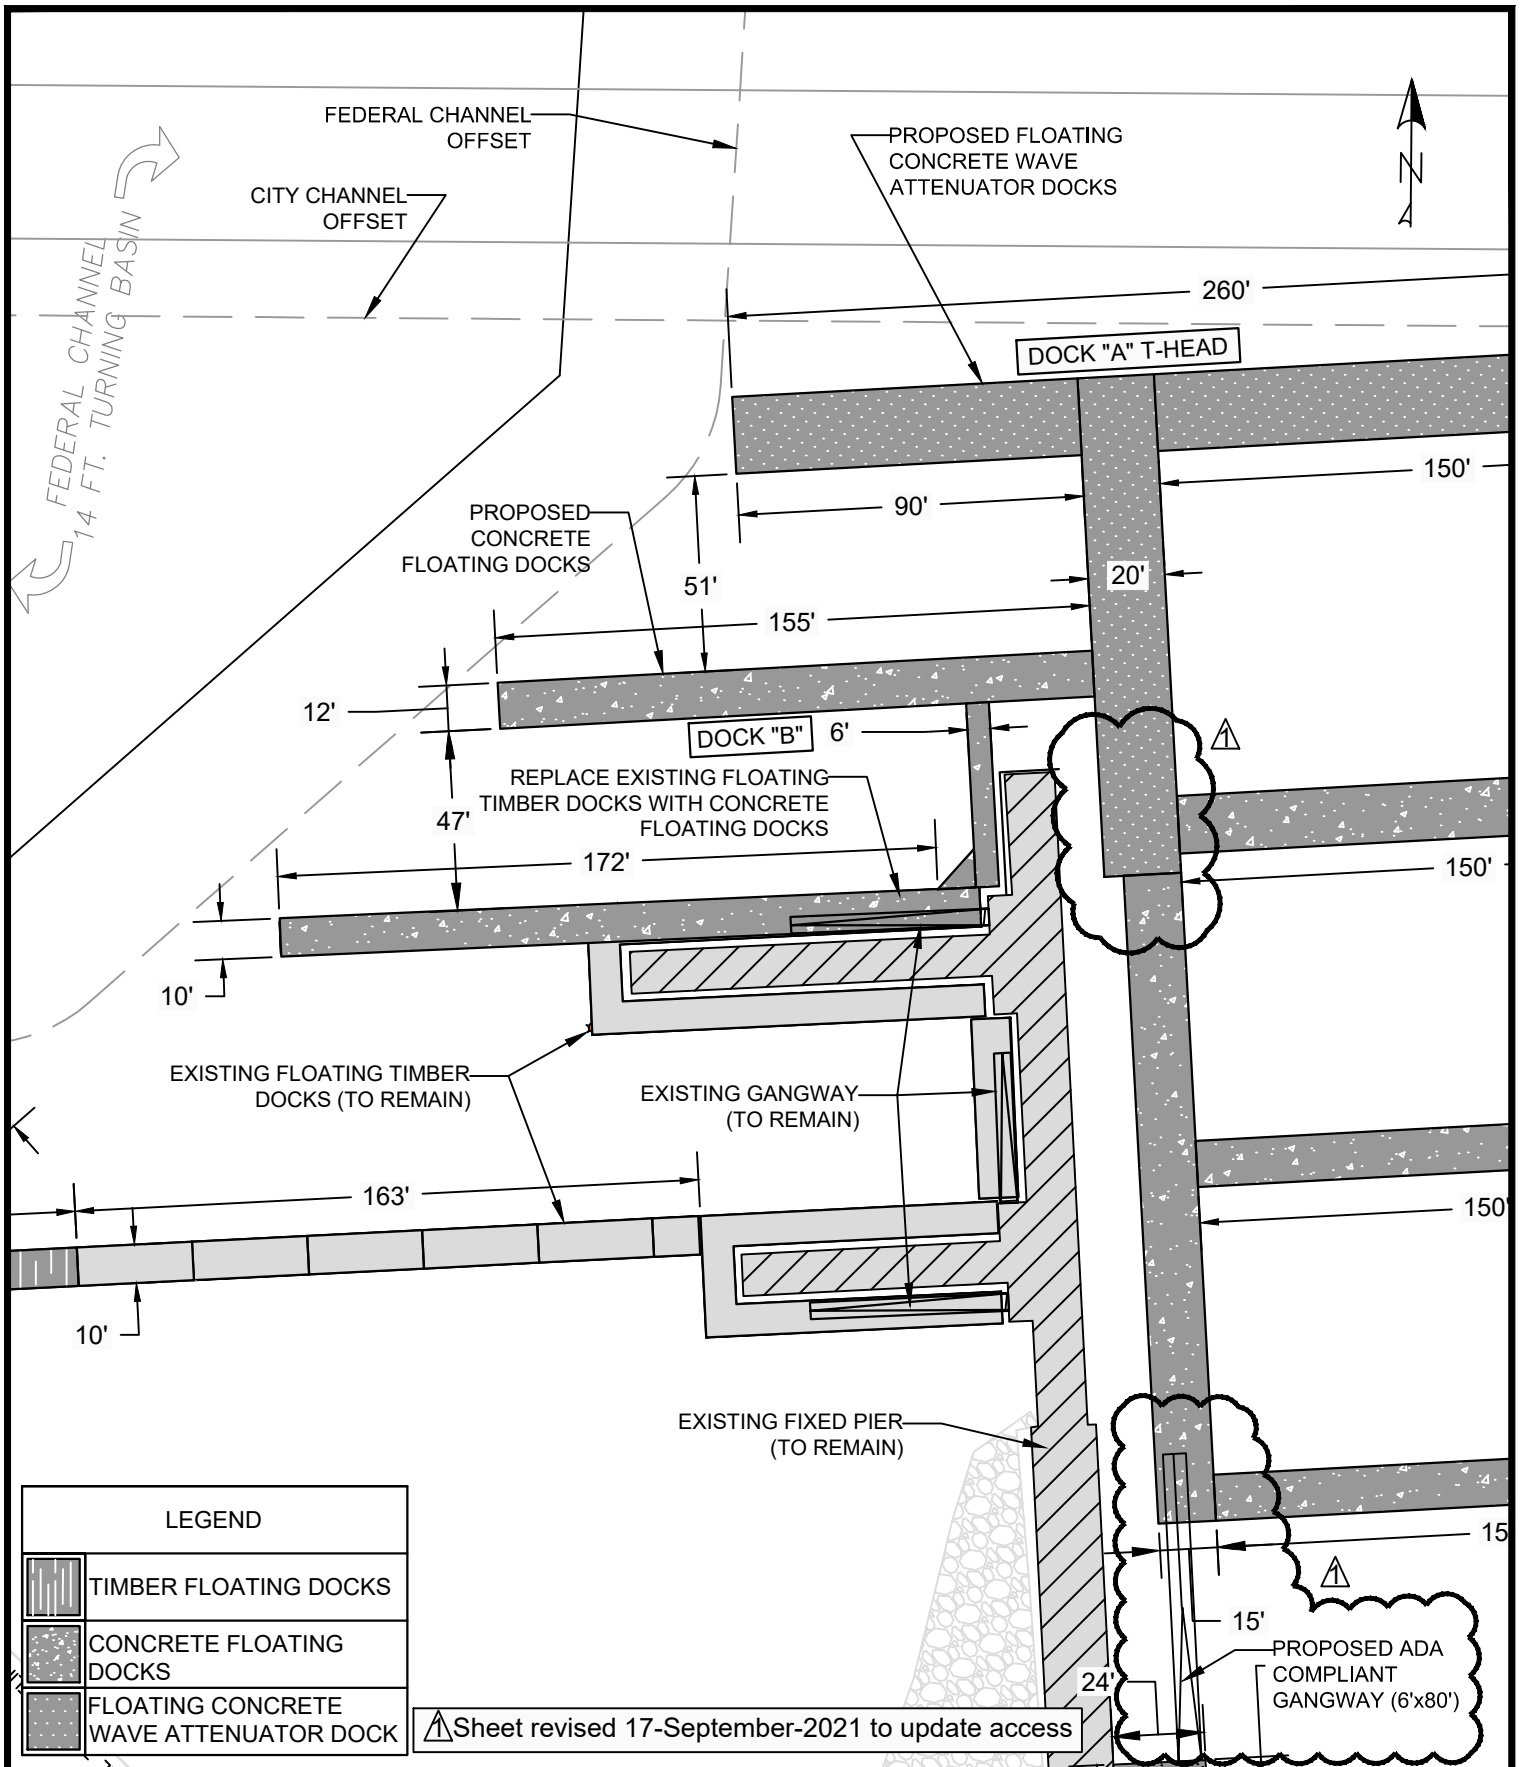 FEDERAL CHANNEL
OFFSET
CITY CHANNEL
OFFSET
PROPOSED FLOATING
CONCRETE WAVE
ATTENUATOR DOCKS
N
FEDERAL CHANNEL
14 FT. TURNING BASIN
260'
DOCK "A" T-HEAD
150'
90'
PROPOSED
CONCRETE
FLOATING DOCKS
51'
20'
155'
12'
DOCK "B"
6'
1
REPLACE EXISTING FLOATING
TIMBER DOCKS WITH CONCRETE
FLOATING DOCKS
47'
172'
150'
10'
EXISTING FLOATING TIMBER
DOCKS (TO REMAIN)
EXISTING GANGWAY
(TO REMAIN)
163'
150'
10'
EXISTING FIXED PIER
(TO REMAIN)
15
1
15'
PROPOSED ADA
COMPLIANT
GANGWAY (6'x80')
24'
LEGEND
TIMBER FLOATING DOCKS
CONCRETE FLOATING
DOCKS
FLOATING CONCRETE
WAVE ATTENUATOR DOCK
1 Sheet revised 17-September-2021 to update access